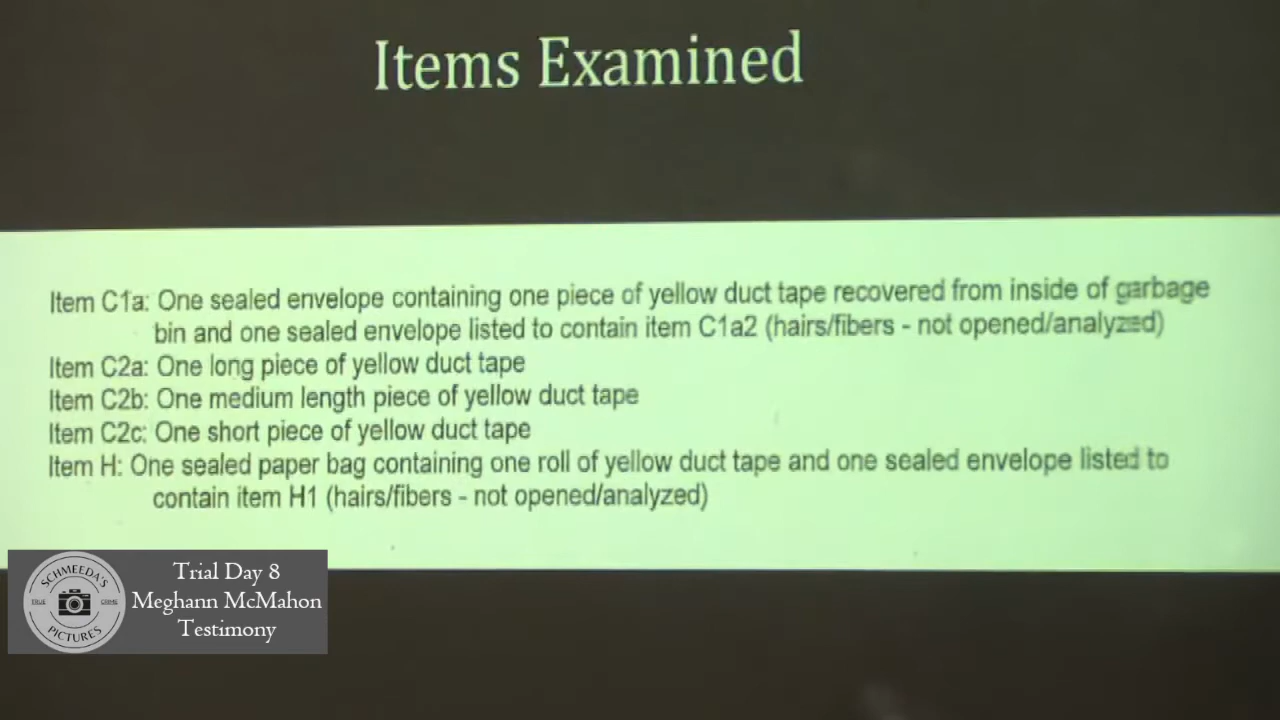 Items Examined
Item C1a: One sealed envelope containing one piece of yellow duct tape recovered from inside of garbage
bin and one sealed envelope listed to contain item C1a2 (hairs/fibers - not opened/analyzed)
Item C2a: One long piece of yellow duct tape
Item C2b: One medium length piece of yellow duct tape
Item C2c: One short piece of yellow duct tape
Item H: One sealed paper bag containing one roll of yellow duct tape and one sealed envelope listed to
contain item H1 (hairs/fibers - not opened/analyzed)
SCHMEEDA'S
TRUE CRIME
PICTURES
Trial Day 8
Meghann McMahon
Testimony